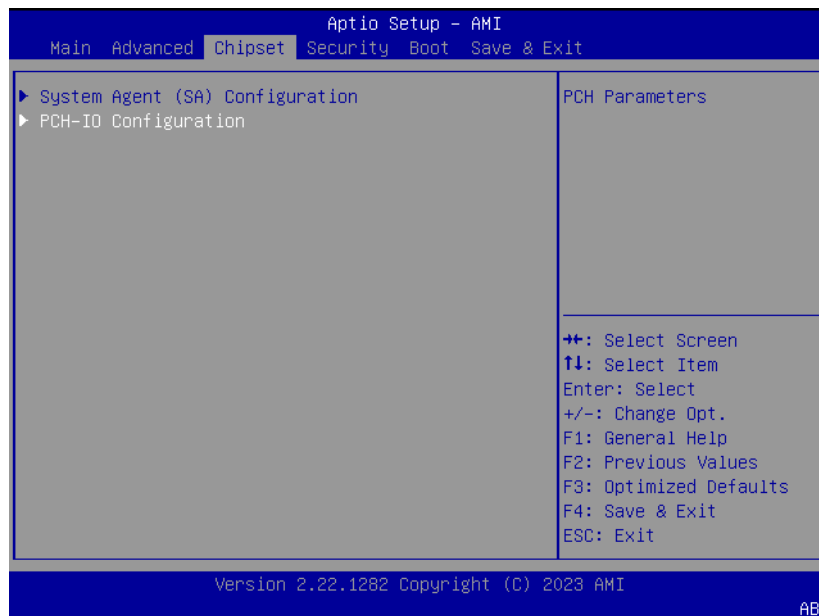 Aptio Setup – AMI
Main Advanced Chipset Security Boot Save & Exit
System Agent (SA) Configuration
PCH-IO Configuration
PCH Parameters
→←: Select Screen
↑↓: Select Item
Enter: Select
+/-: Change Opt.
F1: General Help
F2: Previous Values
F3: Optimized Defaults
F4: Save & Exit
ESC: Exit
Version 2.22.1282 Copyright (C) 2023 AMI
AB